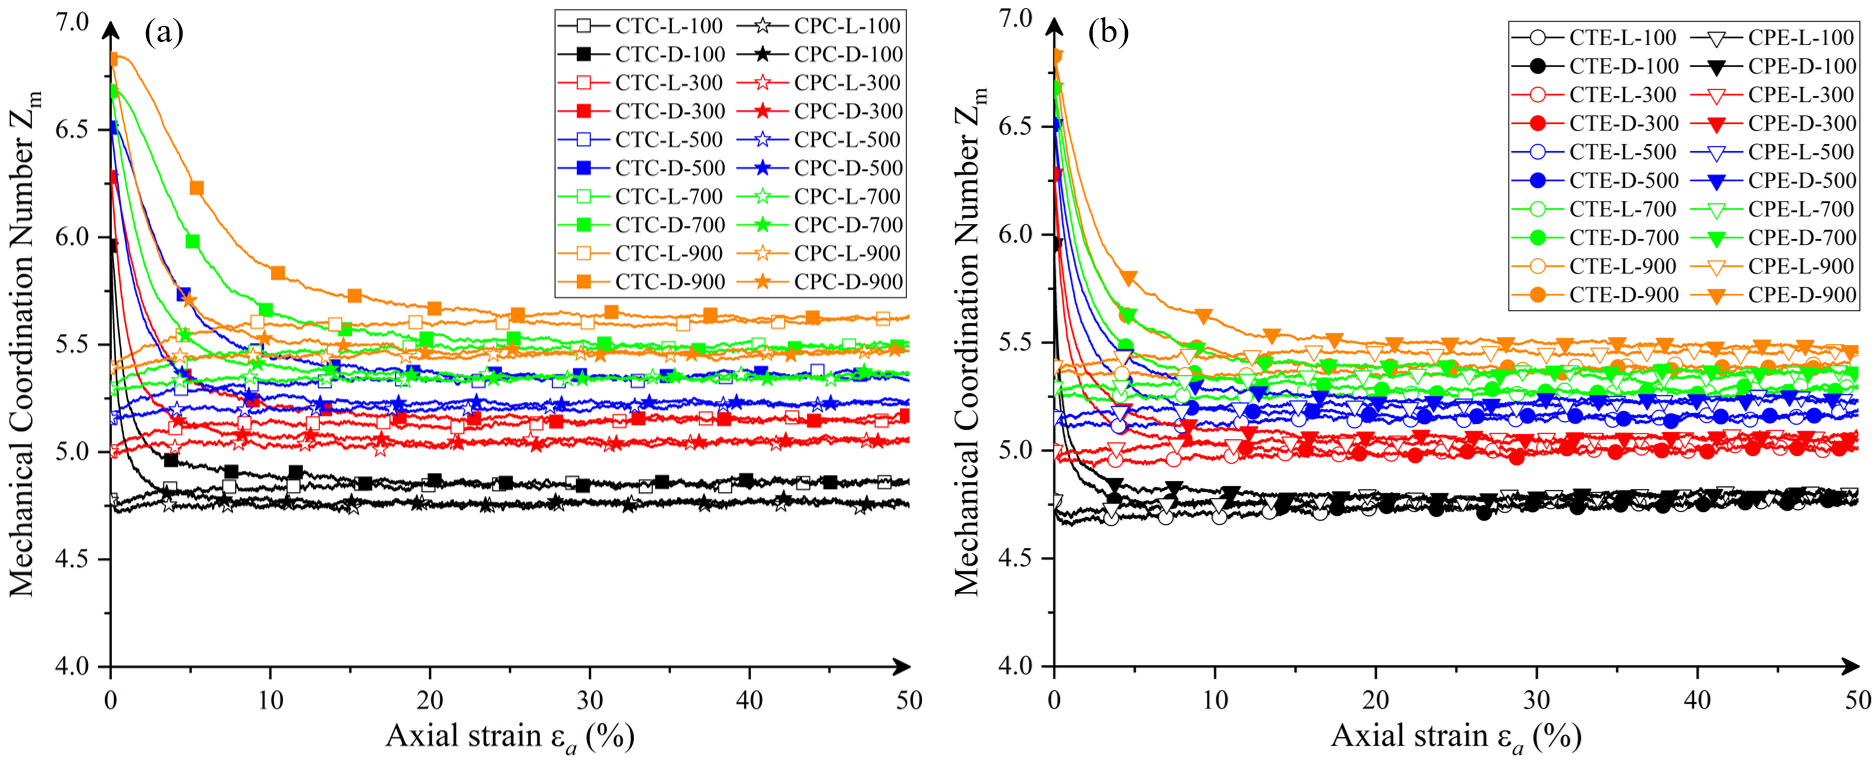 (a)
Mechanical Coordination Number Zm
7.0
6.5
6.0
5.5
5.0
4.5
4.0
0 10 20 30 40 50
Axial strain εa (%)
CTC-L-100 CPC-L-100
CTC-D-100 CPC-D-100
CTC-L-300 CPC-L-300
CTC-D-300 CPC-D-300
CTC-L-500 CPC-L-500
CTC-D-500 CPC-D-500
CTC-L-700 CPC-L-700
CTC-D-700 CPC-D-700
CTC-L-900 CPC-L-900
CTC-D-900 CPC-D-900
(b)
Mechanical Coordination Number Zm
7.0
6.5
6.0
5.5
5.0
4.5
4.0
0 10 20 30 40 50
Axial strain εa (%)
CTE-L-100 CPE-L-100
CTE-D-100 CPE-D-100
CTE-L-300 CPE-L-300
CTE-D-300 CPE-D-300
CTE-L-500 CPE-L-500
CTE-D-500 CPE-D-500
CTE-L-700 CPE-L-700
CTE-D-700 CPE-D-700
CTE-L-900 CPE-L-900
CTE-D-900 CPE-D-900